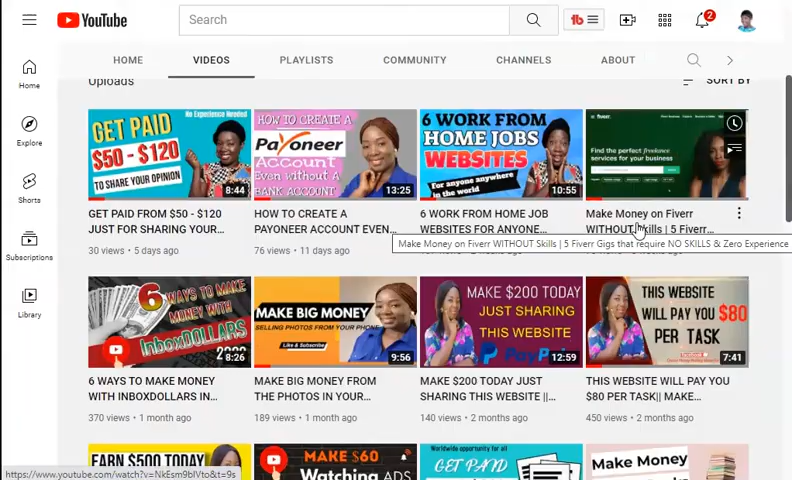 YouTube
Search
2
HOME
VIDEOS
PLAYLISTS
COMMUNITY
CHANNELS
ABOUT
Home
Explore
Shorts
Subscriptions
Library
Uploads
SORT BY
GET PAID
No Experience Needed
$50 - $120
TO SHARE YOUR OPINION
8:44
HOW TO CREATE A
Payoneer
Account
Even without a
BANK ACCOUNT
13:25
6 WORK FROM
HOME JOBS
WEBSITES
For anyone anywhere
in the world
10:55
Find the perfect freelance
services for your business
GET PAID FROM $50 - $120
JUST FOR SHARING YOUR...
30 views • 5 days ago
HOW TO CREATE A
PAYONEER ACCOUNT EVEN...
76 views • 11 days ago
6 WORK FROM HOME JOB
WEBSITES FOR ANYONE...
Make Money on Fiverr
WITHOUT Skills | 5 Fiverr...
Make Money on Fiverr WITHOUT Skills | 5 Fiverr Gigs that require NO SKILLS & Zero Experience
6 WAYS TO MAKE
MONEY WITH
INBOXDOLLARS
8:26
MAKE BIG MONEY
SELLING PHOTOS FROM YOUR PHONE
Like & Subscribe
9:56
MAKE $200 TODAY
JUST SHARING
THIS WEBSITE
PayPal
12:59
THIS WEBSITE
WILL PAY YOU $80
PER TASK
7:41
6 WAYS TO MAKE MONEY
WITH INBOXDOLLARS IN...
370 views • 1 month ago
MAKE BIG MONEY FROM
THE PHOTOS IN YOUR...
189 views • 1 month ago
MAKE $200 TODAY JUST
SHARING THIS WEBSITE ||...
140 views • 2 months ago
THIS WEBSITE WILL PAY YOU
$80 PER TASK|| MAKE...
450 views • 2 months ago
EARN $500 TODAY
MAKE $60
Watching ADS
Worldwide opportunity for all
GET PAID
Make Money
https://www.youtube.com/watch?v=NkEsm9bIVto&t=9s